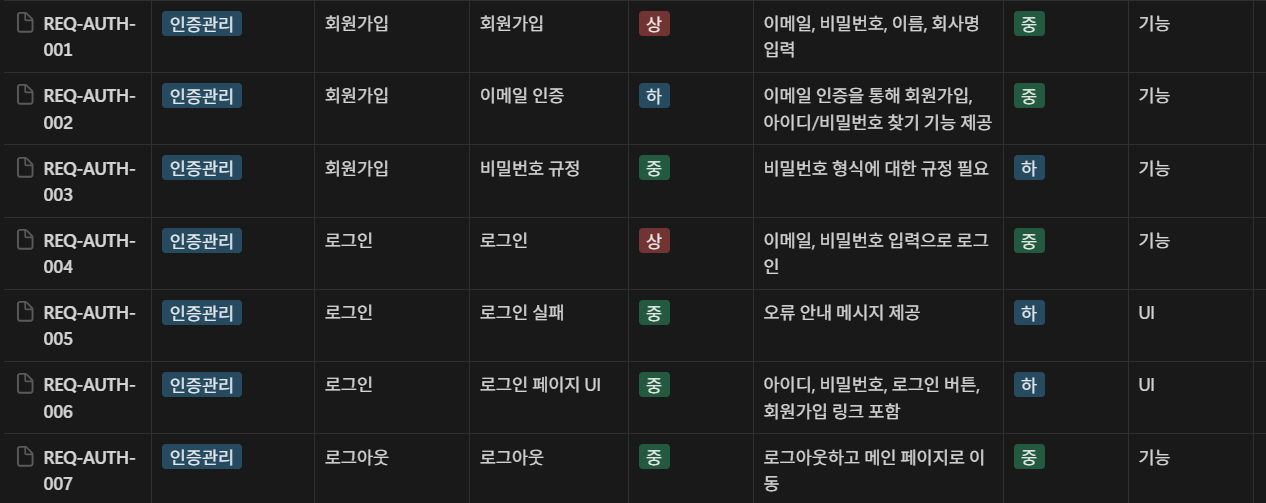 REQ-AUTH-001 인증관리 회원가입 회원가입 상 이메일, 비밀번호, 이름, 회사명 입력 중 기능
REQ-AUTH-002 인증관리 회원가입 이메일 인증 하 이메일 인증을 통해 회원가입, 아이디/비밀번호 찾기 기능 제공 중 기능
REQ-AUTH-003 인증관리 회원가입 비밀번호 규정 중 비밀번호 형식에 대한 규정 필요 하 기능
REQ-AUTH-004 인증관리 로그인 로그인 상 이메일, 비밀번호 입력으로 로그인 중 기능
REQ-AUTH-005 인증관리 로그인 로그인 실패 중 오류 안내 메시지 제공 하 UI
REQ-AUTH-006 인증관리 로그인 로그인 페이지 UI 중 아이디, 비밀번호, 로그인 버튼, 회원가입 링크 포함 하 UI
REQ-AUTH-007 인증관리 로그아웃 로그아웃 중 로그아웃하고 메인 페이지로 이동 중 기능